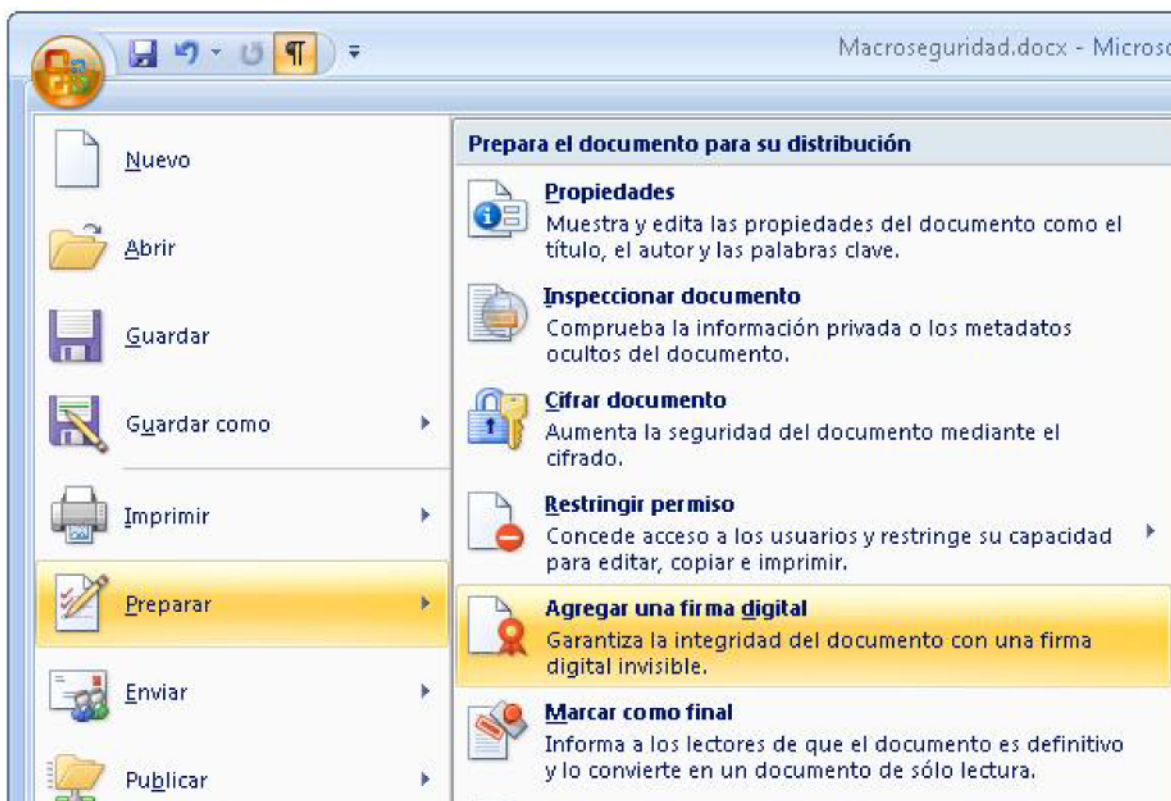 Macroseguridad.docx - Microso
Nuevo
Abrir
Guardar
Guardar como
Imprimir
Preparar
Enviar
Publicar
Prepara el documento para su distribución
Propiedades
Muestra y edita las propiedades del documento como el
título, el autor y las palabras clave.
Inspeccionar documento
Comprueba la información privada o los metadatos
ocultos del documento.
Cifrar documento
Aumenta la seguridad del documento mediante el
cifrado.
Restringir permiso
Concede acceso a los usuarios y restringe su capacidad
para editar, copiar e imprimir.
Agregar una firma digital
Garantiza la integridad del documento con una firma
digital invisible.
Marcar como final
Informa a los lectores de que el documento es definitivo
y lo convierte en un documento de sólo lectura.